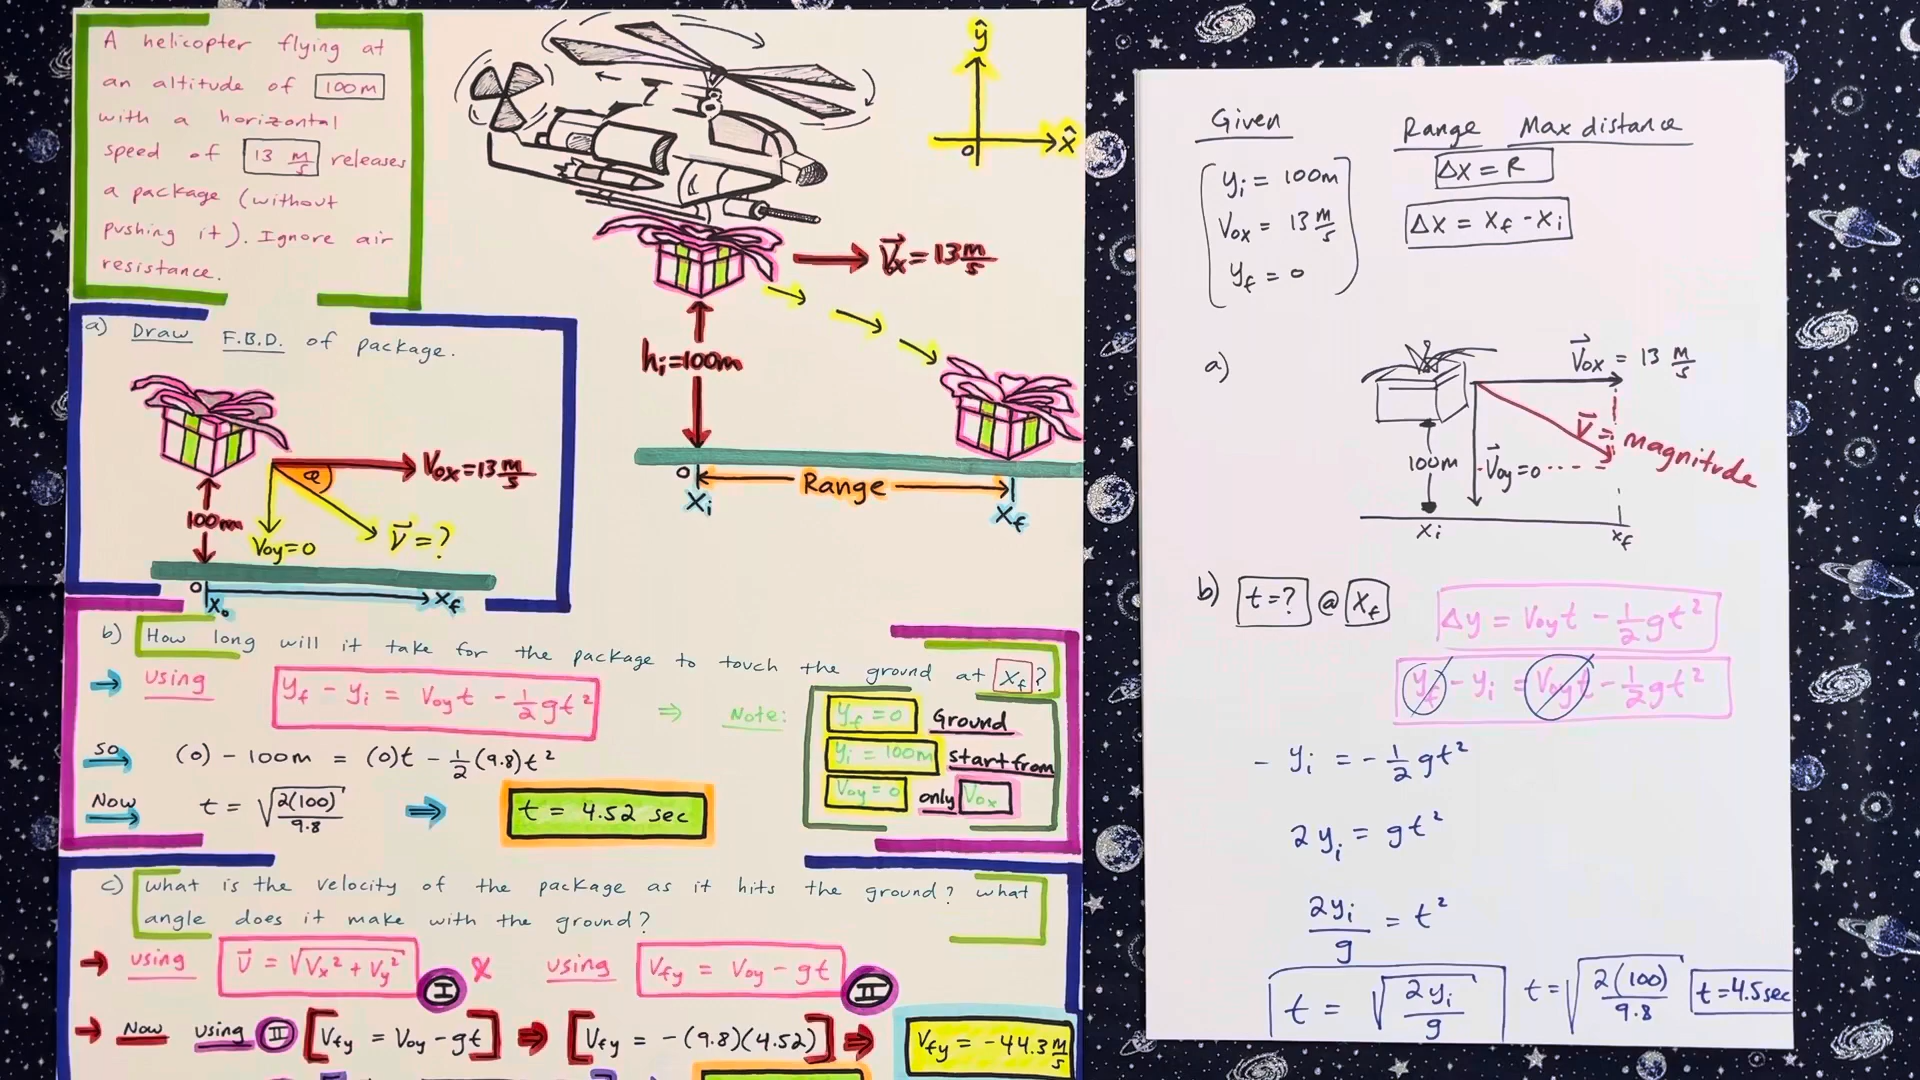 A helicopter flying at
an altitude of 100m
with a horizontal
speed of 13 m/s releases
a package (without
pushing it). Ignore air
resistance.
ŷ
x̂
0
V⃗x = 13 m/s
hi = 100m
0
Range
Xi
Xf
a) Draw F.B.D. of package.
Vox = 13 m/s
100m
Voy = 0
V⃗ = ?
0
X₀
Xf
b) How long will it take for the package to touch the ground at Xf?
using
yf - yi = Voyt - 1/2 gt²
⇒ Note:
yf = 0 Ground
yi = 100m start from
Voy = 0 only Vox
so (0) - 100m = (0)t - 1/2 (9.8)t²
Now t = √(2(100)/9.8) ⇒ t = 4.52 sec
c) what is the velocity of the package as it hits the ground? what
angle does it make with the ground?
→ using V⃗ = √(Vx² + Vy²) I
using Vfy = Voy - gt II
→ Now using II [Vfy = Voy - gt] ⇒ [Vfy = -(9.8)(4.52)] ⇒ Vfy = -44.3 m/s
Given
yi = 100m
Vox = 13 m/s
yf = 0
Range Max distance
Δx = R
Δx = xf - xi
a)
V⃗ox = 13 m/s
V⃗ = magnitude
100m
V⃗oy = 0
xi
xf
b) t = ? @ Xf
Δy = Voyt - 1/2 gt²
yf - yi = Voyt - 1/2 gt²
- yi = - 1/2 gt²
2yi = gt²
2yi/g = t²
t = √(2yi/g)
t = √(2(100)/9.8) t = 4.5 sec